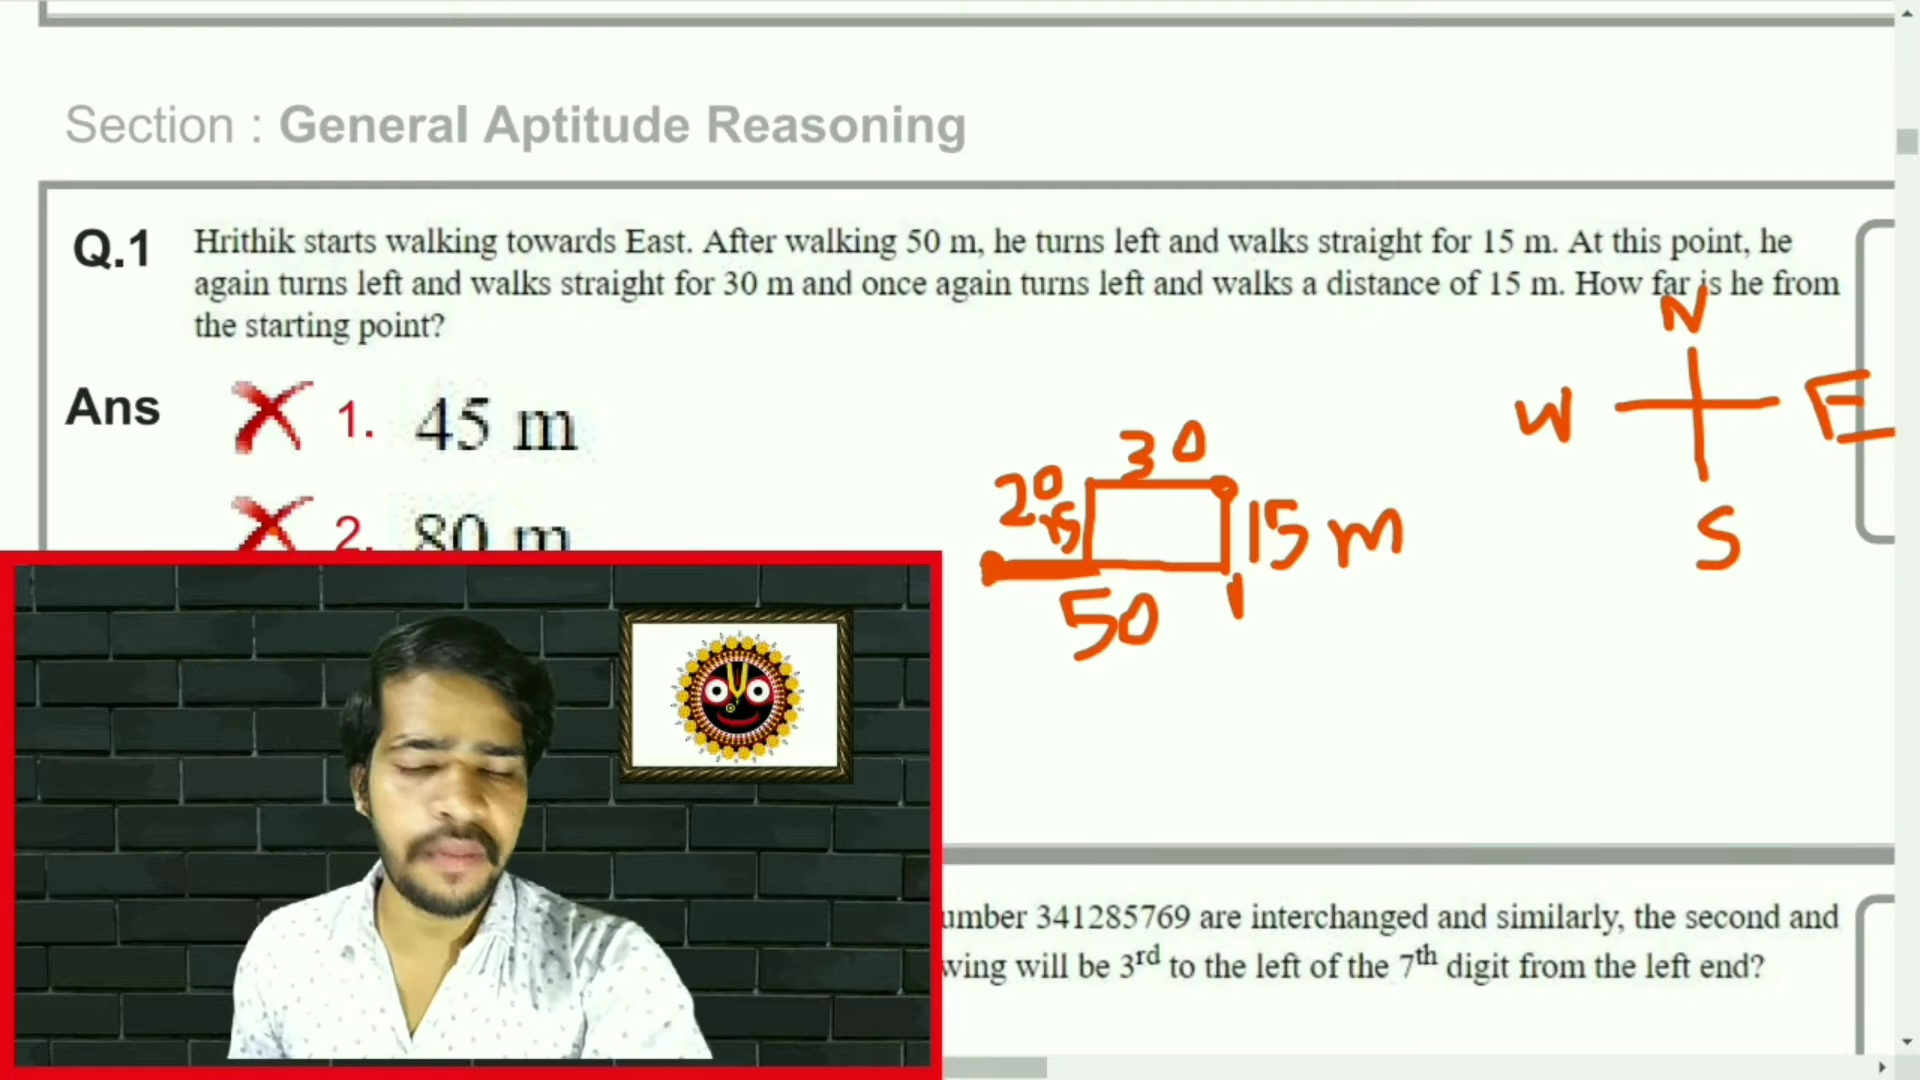 Section : General Aptitude Reasoning
Q.1 Hrithik starts walking towards East. After walking 50 m, he turns left and walks straight for 15 m. At this point, he
again turns left and walks straight for 30 m and once again turns left and walks a distance of 15 m. How far is he from
the starting point?
N
Ans 1. 45 m
W E
30
20
15
15 m
S
2. 80 m
50
umber 341285769 are interchanged and similarly, the second and
wing will be 3rd to the left of the 7th digit from the left end?